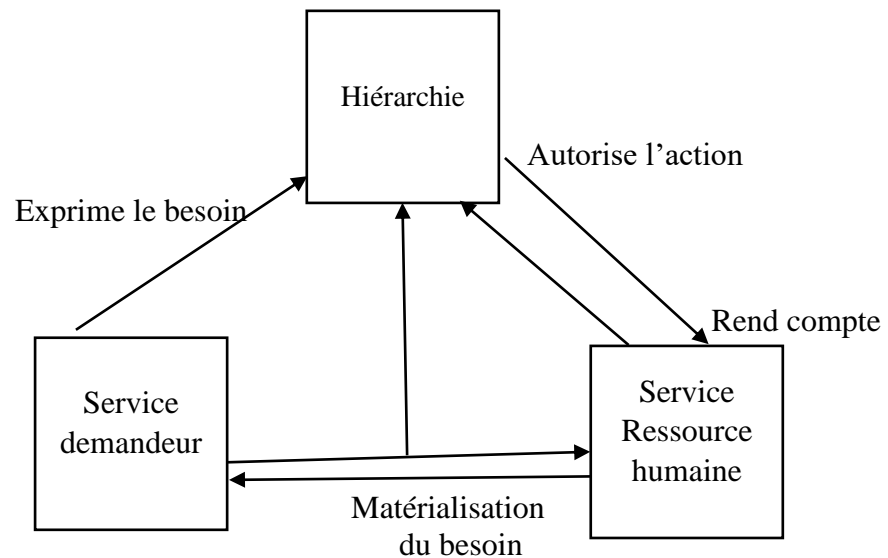 Hiérarchie
Autorise l’action
Exprime le besoin
Rend compte
Service
demandeur
Service
Ressource
humaine
Matérialisation
du besoin